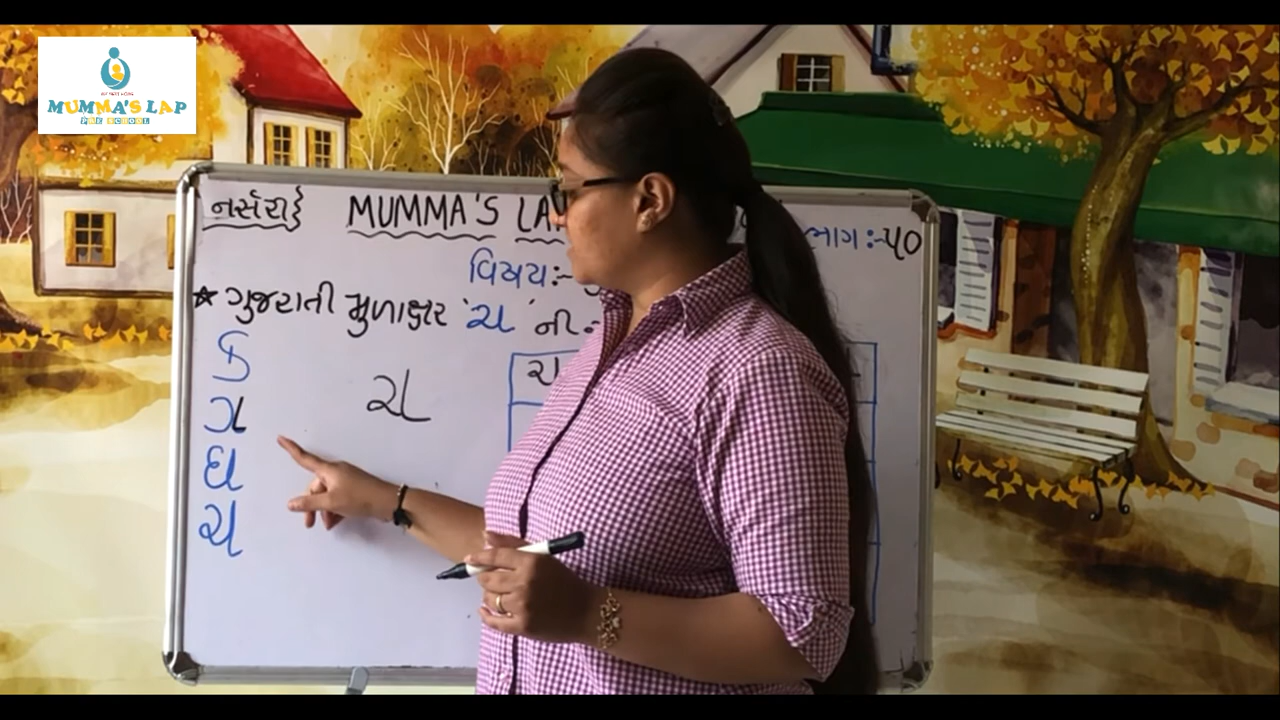 MUMMA'S LAP
PRE SCHOOL
નર્સરી MUMMA'S LA ભાગ:-૫૦
વિષય:-
★ ગુજરાતી મુળાક્ષર 'ચ' ની
ક
ગ ચ ચ
ઘ
ચ